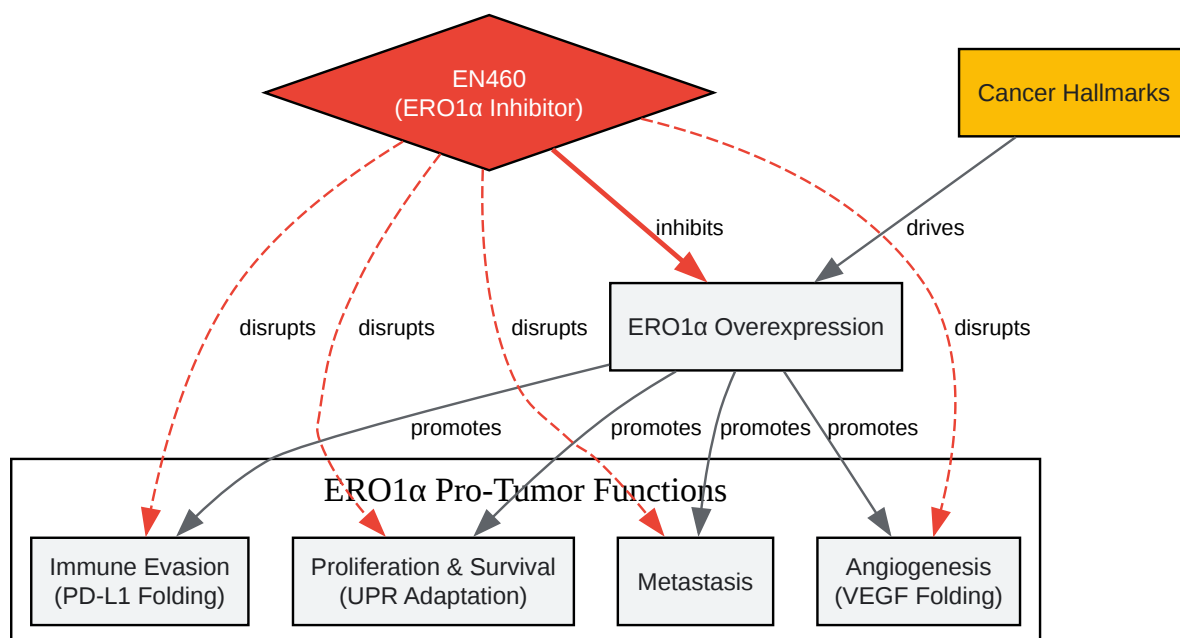 EN460
(ERO1α Inhibitor)
Cancer Hallmarks
inhibits
drives
ERO1α Overexpression
disrupts
disrupts
disrupts
disrupts
promotes
promotes
promotes
promotes
ERO1α Pro-Tumor Functions
Immune Evasion
(PD-L1 Folding)
Proliferation & Survival
(UPR Adaptation)
Metastasis
Angiogenesis
(VEGF Folding)